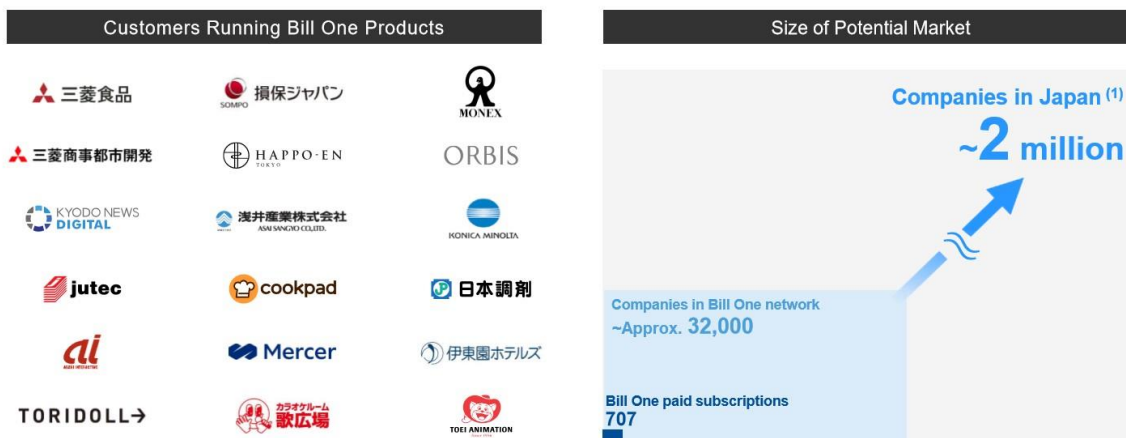 Customers Running Bill One Products
三菱食品
SOMPO
損保ジャパン
MONEX
三菱商事都市開発
HAPPO-EN
TOKYO
ORBIS
KYODO NEWS
DIGITAL
浅井産業株式会社
ASAI SANGYO CO.,LTD.
KONICA MINOLTA
jutec
cookpad
日本調剤
ai
Mercer
伊東園ホテルズ
TORIDOLL→
カラオケルーム
歌広場
TOEI ANIMATION
Size of Potential Market
Companies in Japan (1)
~2 million
Companies in Bill One network
~Approx. 32,000
Bill One paid subscriptions
707